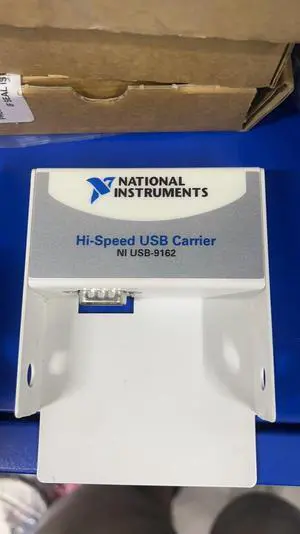 NATIONAL
INSTRUMENTS
Hi-Speed USB Carrier
NI USB-9162